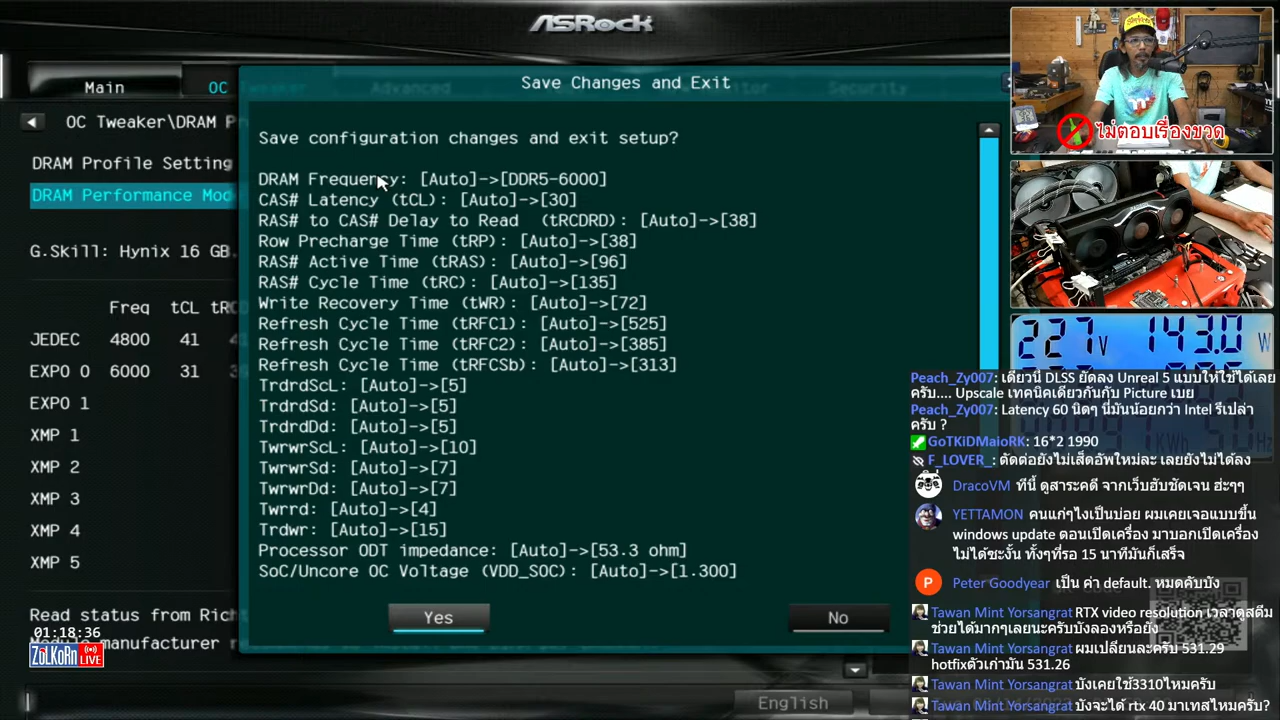 ASRock
Main
OC Tweaker
Advanced
Security
Save Changes and Exit
OC Tweaker\DRAM Pr
DRAM Profile Setting
DRAM Performance Mod
G.Skill: Hynix 16 GB
Freq tCL
JEDEC 4800 41
EXPO 0 6000 31
EXPO 1
XMP 1
XMP 2
XMP 3
XMP 4
XMP 5
Read status from
Save configuration changes and exit setup?
DRAM Frequency: [Auto]->[DDR5-6000]
CAS# Latency (tCL): [Auto]->[30]
RAS# to CAS# Delay to Read (tRCDRD): [Auto]->[38]
Row Precharge Time (tRP): [Auto]->[38]
RAS# Active Time (tRAS): [Auto]->[96]
RAS# Cycle Time (tRC): [Auto]->[135]
Write Recovery Time (tWR): [Auto]->[72]
Refresh Cycle Time (tRFC1): [Auto]->[525]
Refresh Cycle Time (tRFC2): [Auto]->[385]
Refresh Cycle Time (tRFCSb): [Auto]->[313]
TrdrdScL: [Auto]->[5]
TrdrdSd: [Auto]->[5]
TrdrdDd: [Auto]->[5]
TwrwrScL: [Auto]->[10]
TwrwrSd: [Auto]->[7]
TwrwrDd: [Auto]->[7]
Twrrd: [Auto]->[4]
Trdwr: [Auto]->[15]
Processor ODT impedance: [Auto]->[53.3 ohm]
SoC/Uncore OC Voltage (VDD_SOC): [Auto]->[1.300]
Yes
No
01:18:36
ZoLKoRn LIVE
English
ไม่ตอบเรื่องขวด
227 V 143.0 W
Peach_Zy007: เดียวนี้ DLSS ยัดลง Unreal 5 แบบให้ใช้ได้เลย
ครับ.... Upscale เทคนิคเดียวกันกับ Picture เบย
Peach_Zy007: Latency 60 นิดๆ นี่มันน้อยกว่า Intel รึเปล่า
ครับ ?
GoTKiDMaioRK: 16*2 1990
F_LOVER_: ตัดต่อยังไม่เส็ดอัพใหม่ละ เลยยังไม่ได้ลง
DracoVM ทีนี้ ดูสาระคดี จากเว็บฮับชัดเจน ฮ่ะๆๆ
YETTAMON คนแก่ๆไงเป็นบ่อย ผมเคยเจอแบบขึ้น
windows update ตอนเปิดเครื่อง มาบอกเปิดเครื่อง
ไม่ได้ซะงั้น ทั้งๆที่รอ 15 นาทีมันก็เสร็จ
Peter Goodyear เป็น ค่า default. หมดคับบัง
Tawan Mint Yorsangrat RTX video resolution เวลาดูสตีม
ช่วยได้มากๆเลยนะครับบังลองหรือยัง
Tawan Mint Yorsangrat ผมเปลี่ยนละครับ 531.29
hotfixตัวเก่ามัน 531.26
Tawan Mint Yorsangrat บังเคยใช้3310ไหมครับ
Tawan Mint Yorsangrat บังจะได้ rtx 40 มาเทสไหมครับ?